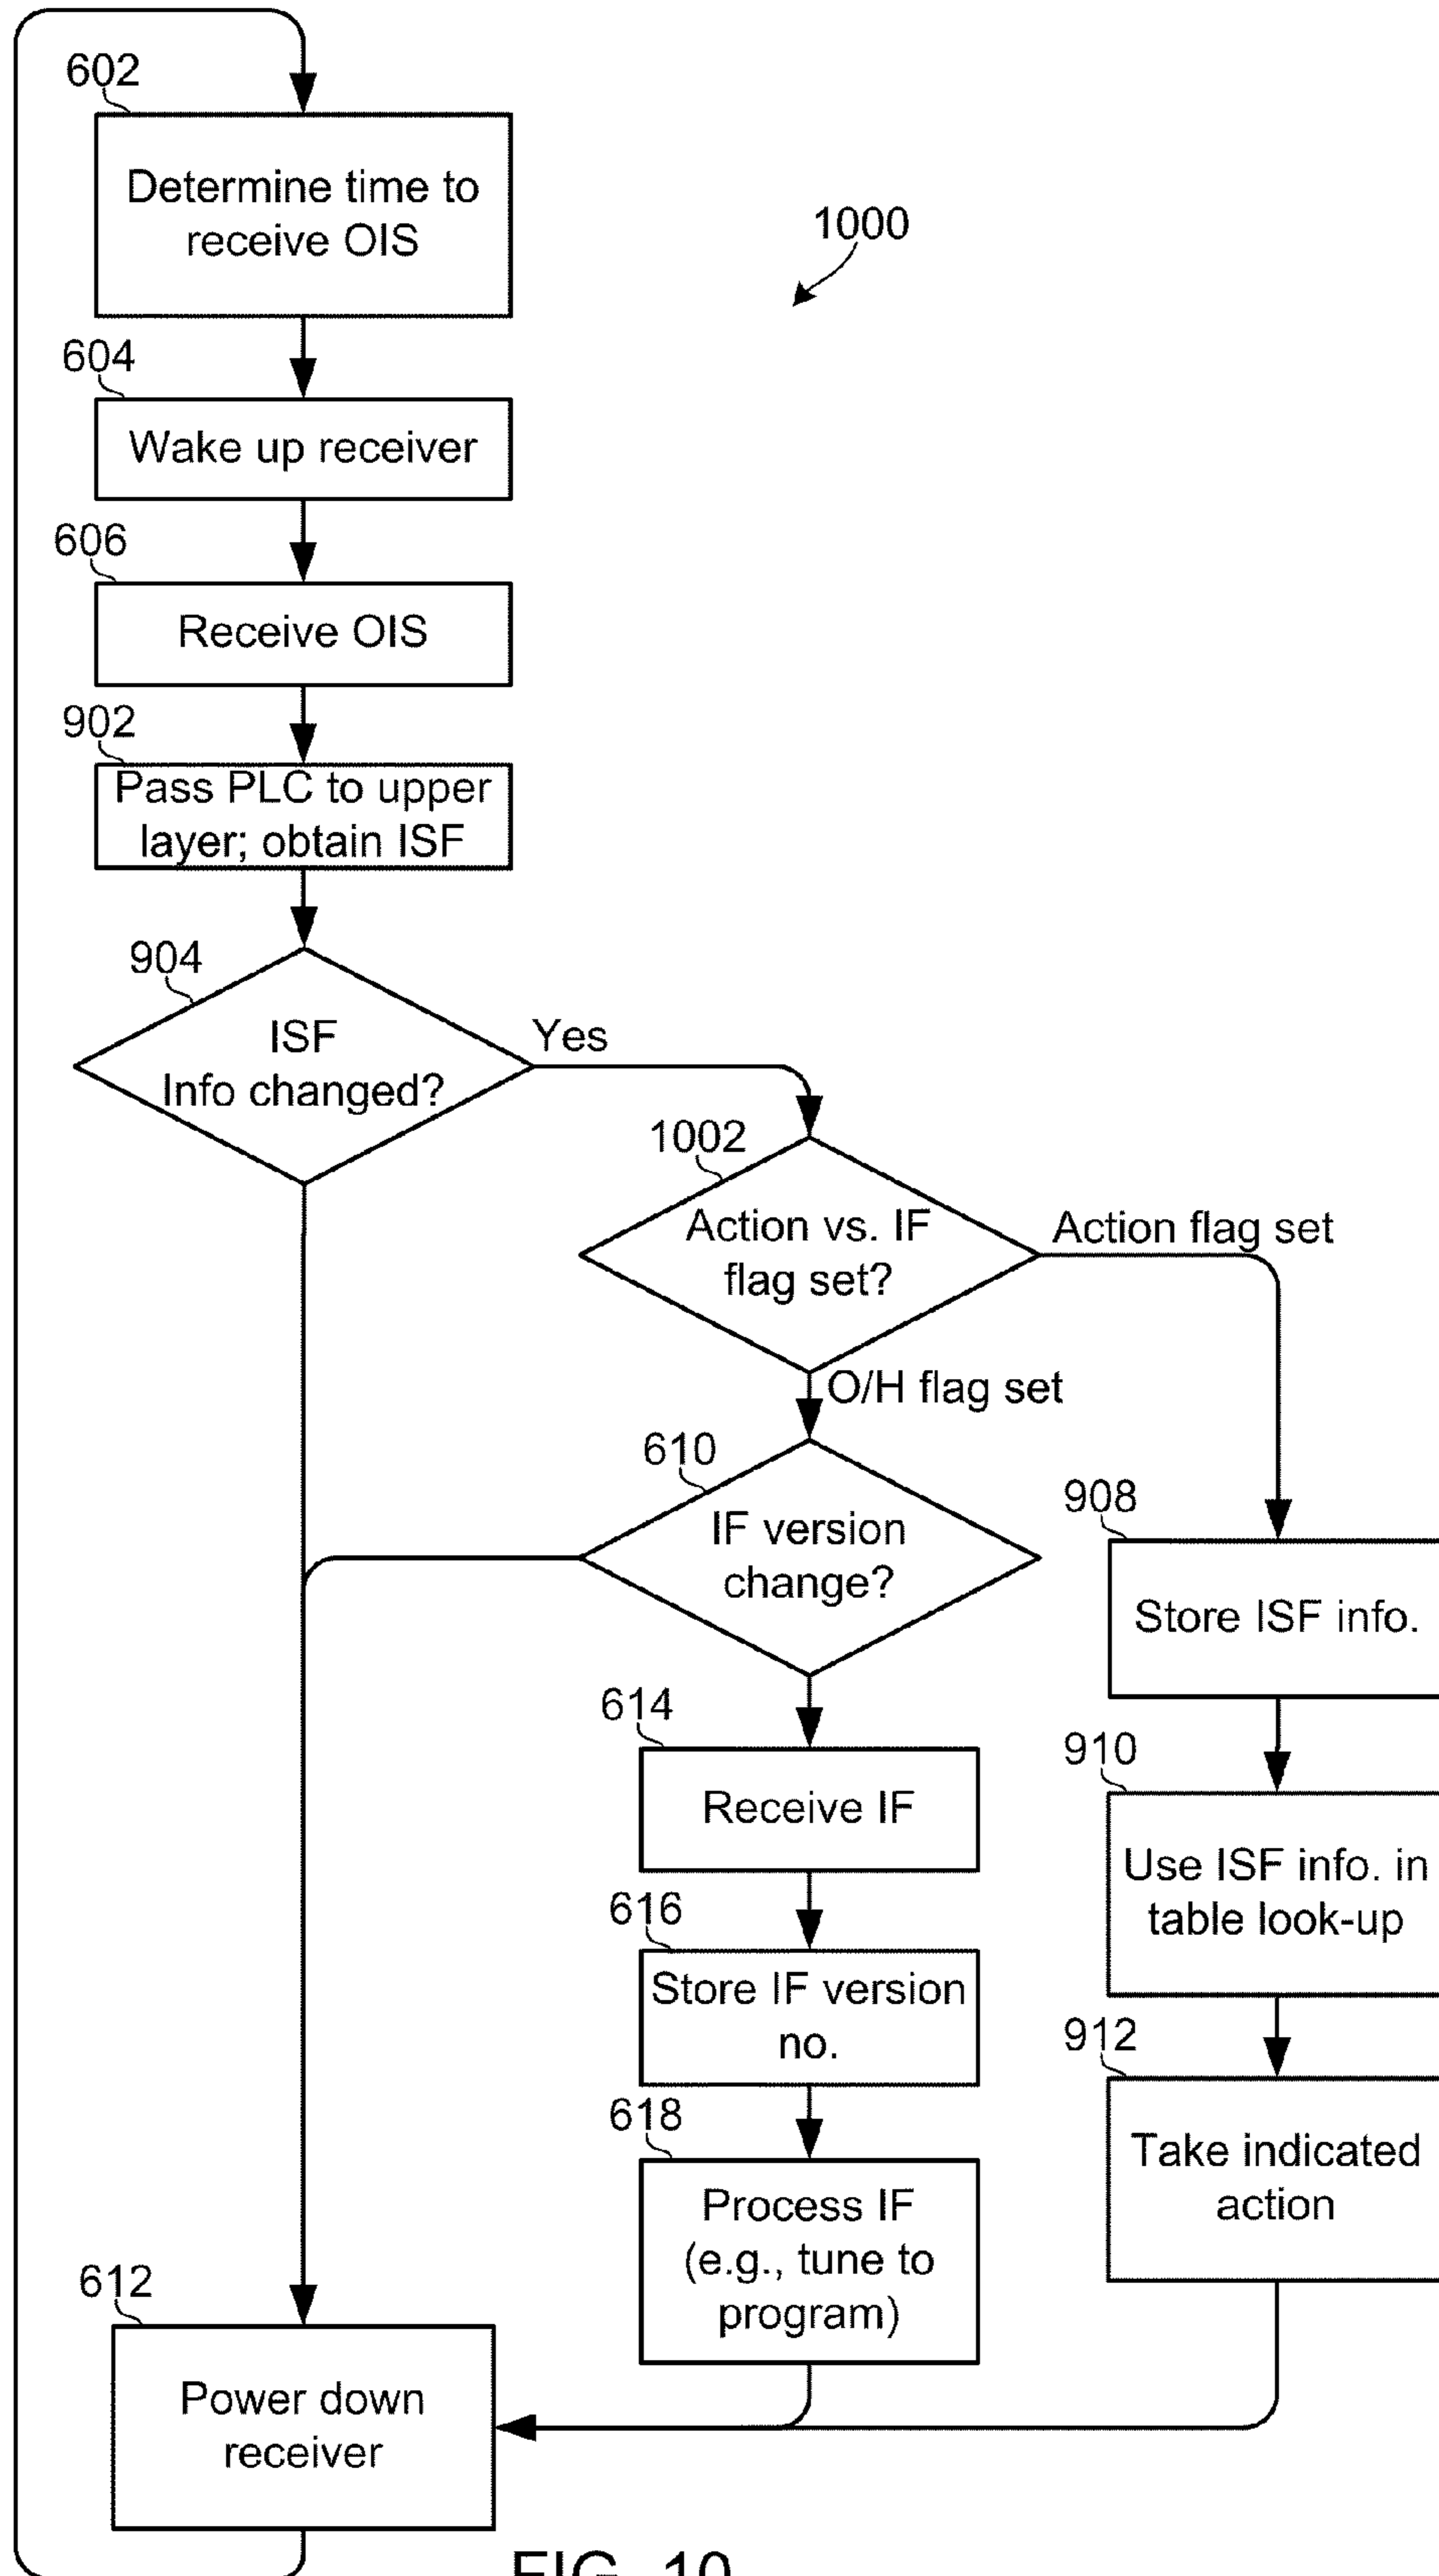 602
Determine time to
receive OIS
1000
604
Wake up receiver
606
Receive OIS
902
Pass PLC to upper
layer; obtain ISF
904
ISF
Info changed?
Yes
1002
Action vs. IF
flag set?
Action flag set
O/H flag set
610
IF version
change?
908
Store ISF info.
614
Receive IF
910
Use ISF info. in
table look-up
616
Store IF version
no.
912
Take indicated
action
618
Process IF
(e.g., tune to
program)
612
Power down
receiver
FIG. 10